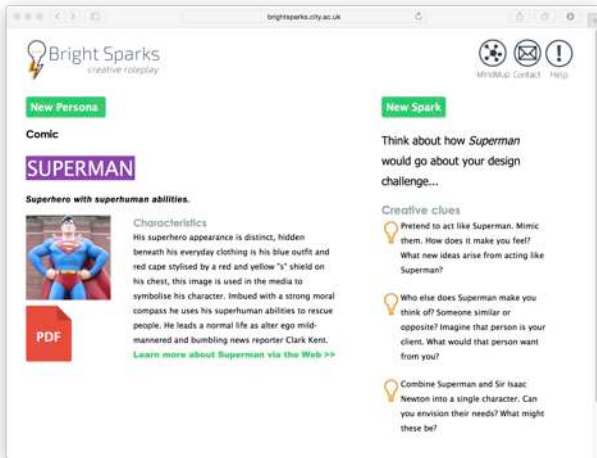 brightsparks.city.ac.uk
Bright Sparks
creative roleplay
MindMup Contact Help
New Persona
Comic
SUPERMAN
Superhero with superhuman abilities.
Characteristics
His superhero appearance is distinct, hidden
beneath his everyday clothing is his blue outfit and
red cape stylised by a red and yellow "s" shield on
his chest, this image is used in the media to
symbolise his character. Imbued with a strong moral
compass he uses his superhuman abilities to rescue
people. He leads a normal life as alter ego mild-
mannered and bumbling news reporter Clark Kent.
Learn more about Superman via the Web >>
PDF
New Spark
Think about how Superman
would go about your design
challenge...
Creative clues
Pretend to act like Superman. Mimic
them. How does it make you feel?
What new ideas arise from acting like
Superman?
Who else does Superman make you
think of? Someone similar or
opposite? Imagine that person is your
client. What would that person want
from you?
Combine Superman and Sir Isaac
Newton into a single character. Can
you envision their needs? What might
these be?